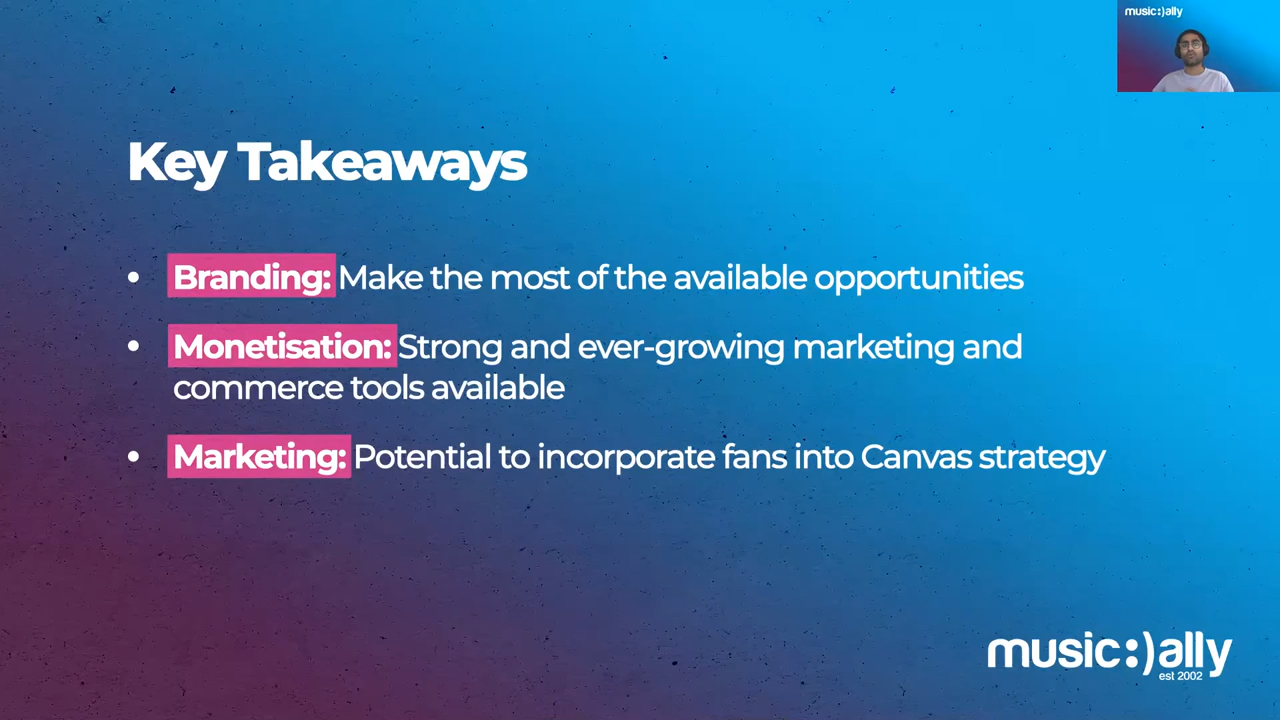 music:)ally
Key Takeaways
• Branding: Make the most of the available opportunities
• Monetisation: Strong and ever-growing marketing and
commerce tools available
• Marketing: Potential to incorporate fans into Canvas strategy
music:)ally
est 2002